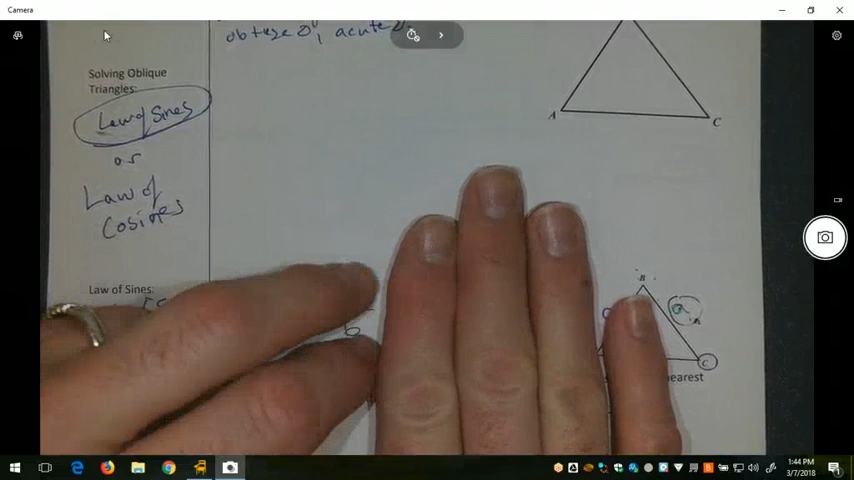 Camera
obtuse Δ, acute Δ.
Solving Oblique
Triangles:
Law of Sines
or
Law of
Cosines
A
C
Law of Sines:
B
a
b
C
nearest
1:44 PM
3/7/2018